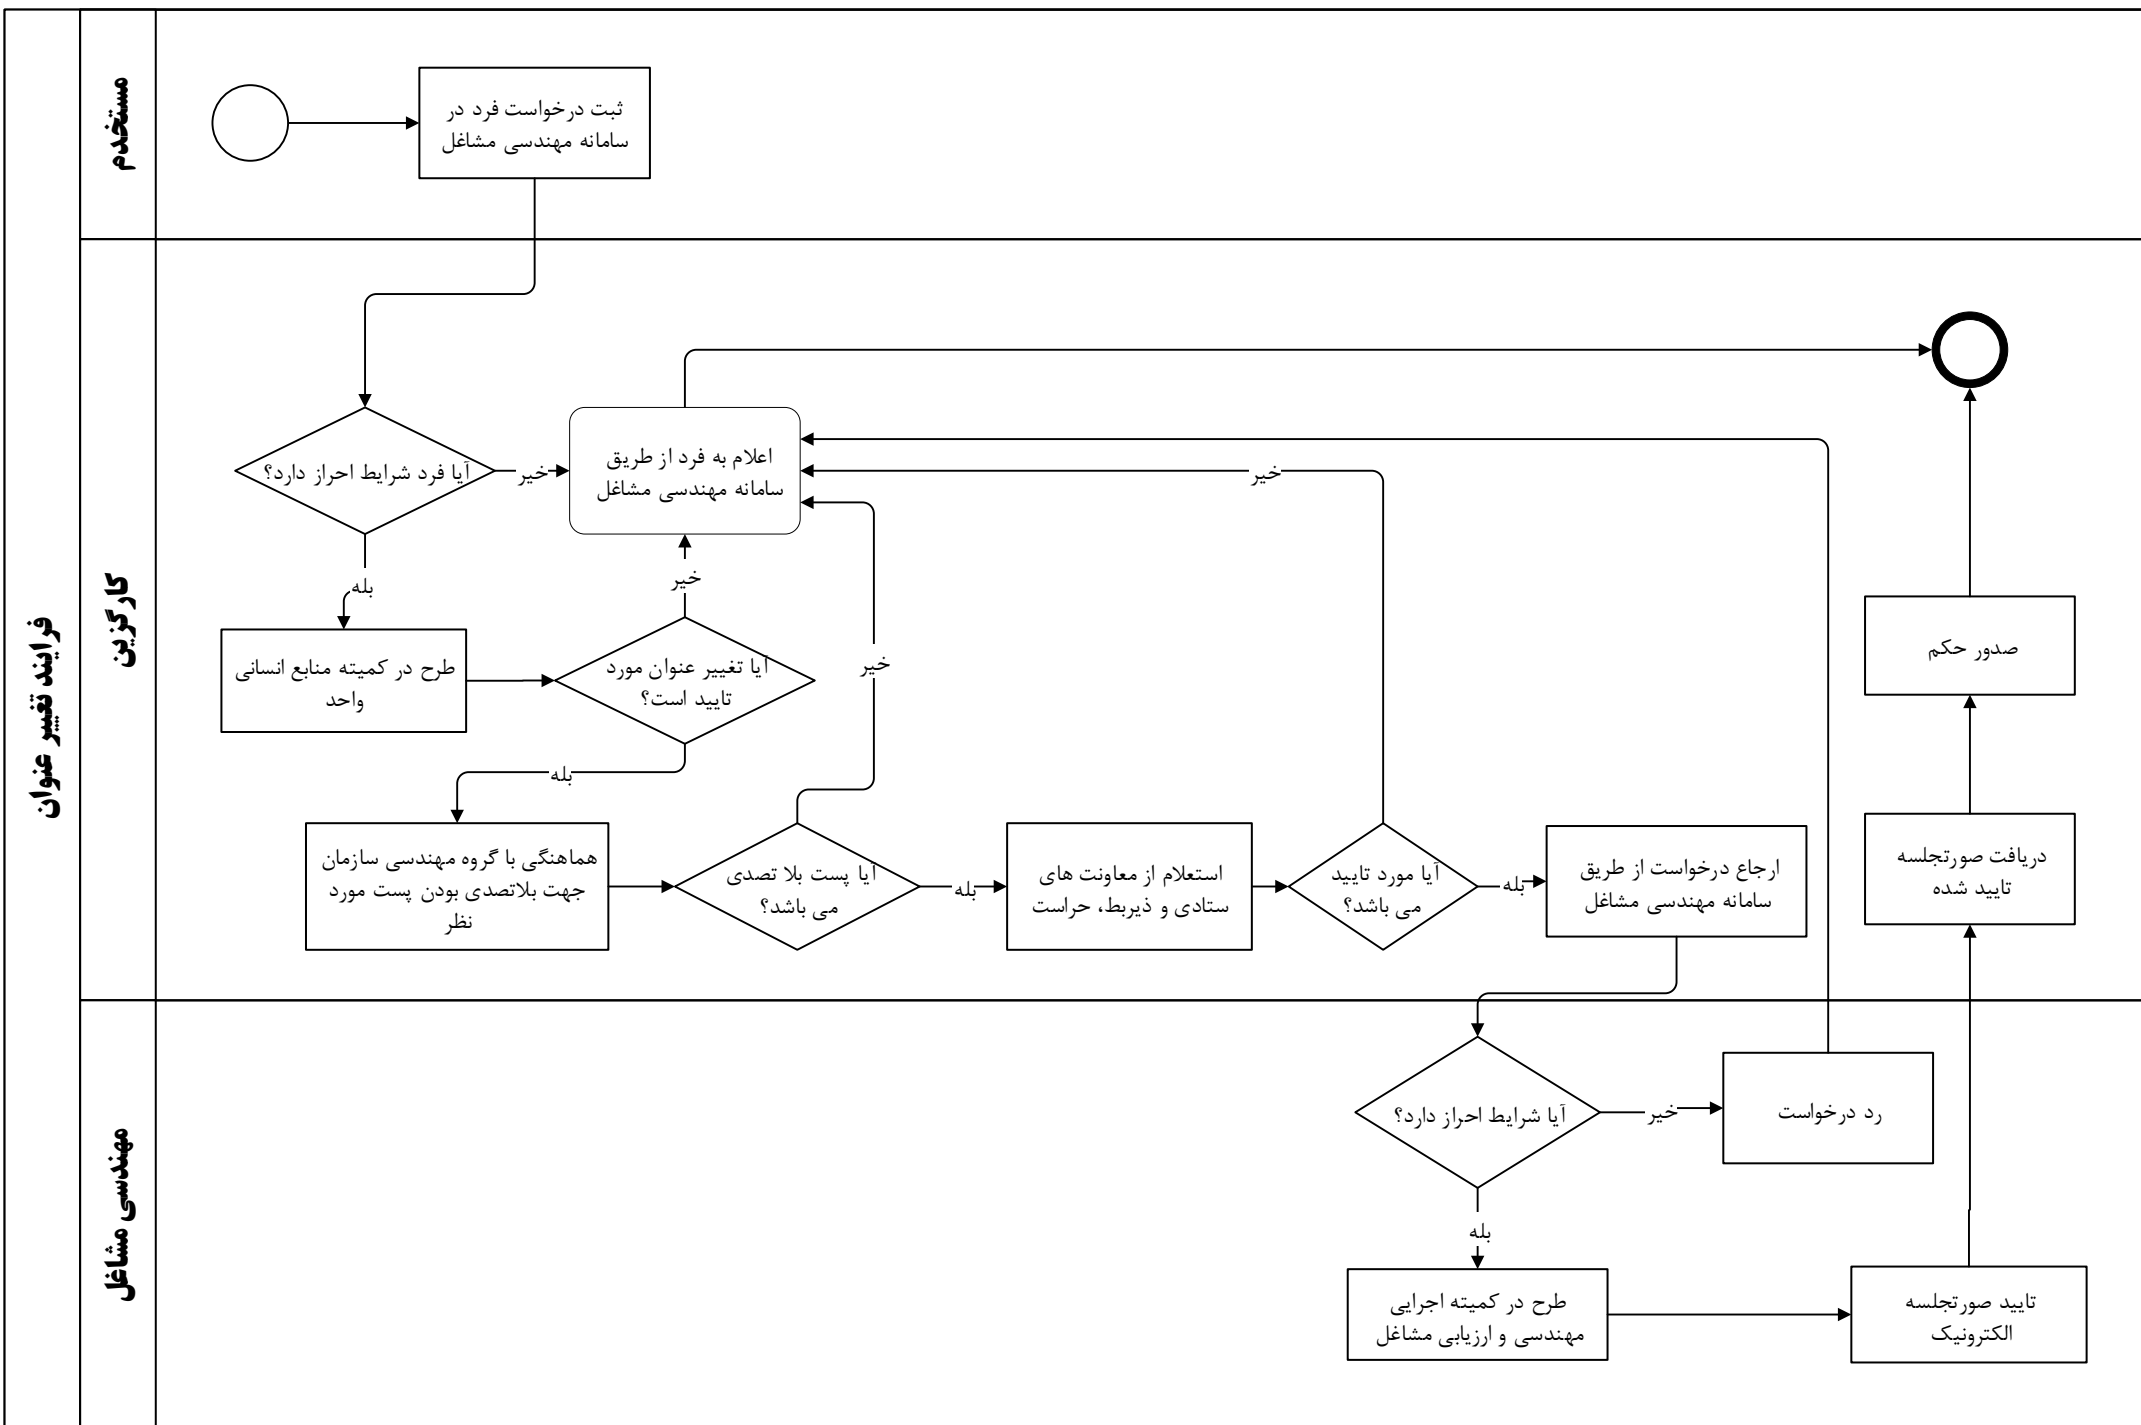 فرایند تغییر عنوان
مستخدم
ثبت درخواست فرد در
سامانه مهندسی مشاغل
کارگزین
آیا فرد شرایط احراز دارد؟
خیر
اعلام به فرد از طریق
سامانه مهندسی مشاغل
خیر
بله
خیر
طرح در کمیته منابع انسانی
واحد
آیا تغییر عنوان مورد
تایید است؟
خیر
صدور حکم
بله
هماهنگی با گروه مهندسی سازمان
جهت بلاتصدی بودن پست مورد
نظر
آیا پست بلا تصدی
می باشد؟
بله
استعلام از معاونت های
ستادی و ذیربط، حراست
آیا مورد تایید
می باشد؟
بله
ارجاع درخواست از طریق
سامانه مهندسی مشاغل
دریافت صورتجلسه
تایید شده
مهندسی مشاغل
آیا شرایط احراز دارد؟
خیر
رد درخواست
بله
طرح در کمیته اجرایی
مهندسی و ارزیابی مشاغل
تایید صورتجلسه
الکترونیک